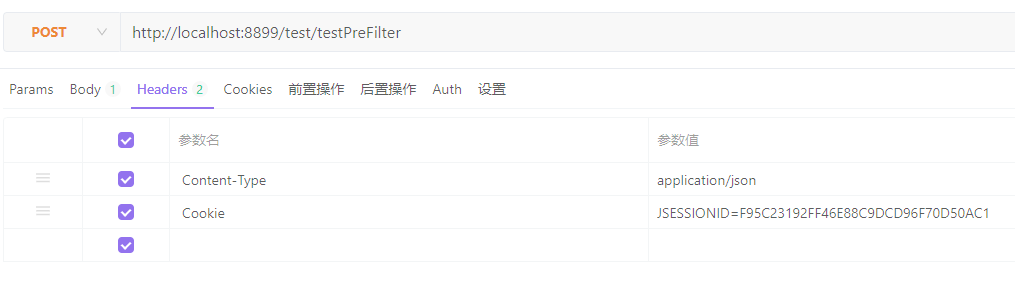 POST http://localhost:8899/test/testPreFilter
Params Body 1 Headers 2 Cookies 前置操作 后置操作 Auth 设置
参数名 参数值
Content-Type application/json
Cookie JSESSIONID=F95C23192FF46E88C9DCD96F70D50AC1